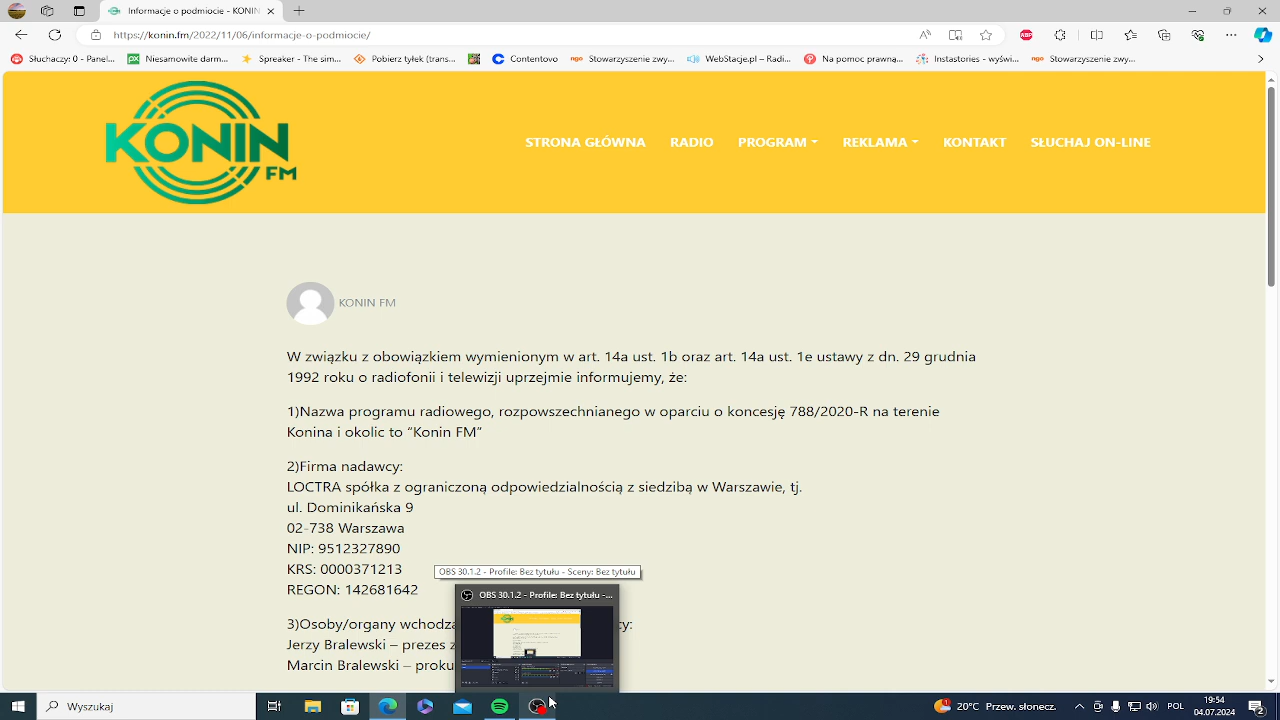 Informacje o podmiocie - KONIN
https://konin.fm/2022/11/06/informacje-o-podmiocie/
ABP
Słuchaczy: 0 - Panel...
Niesamowite darm...
Spreaker - The sim...
Pobierz tyłek (trans...
Contentovo
Stowarzyszenie zwy...
WebStacje.pl – Radi...
Na pomoc prawną...
Instastories - wyświ...
Stowarzyszenie zwy...
KONIN
FM
STRONA GŁÓWNA
RADIO
PROGRAM
REKLAMA
KONTAKT
SŁUCHAJ ON-LINE
KONIN FM
W związku z obowiązkiem wymienionym w art. 14a ust. 1b oraz art. 14a ust. 1e ustawy z dn. 29 grudnia
1992 roku o radiofonii i telewizji uprzejmie informujemy, że:
1)Nazwa programu radiowego, rozpowszechnianego w oparciu o koncesję 788/2020-R na terenie
Konina i okolic to “Konin FM”
2)Firma nadawcy:
LOCTRA spółka z ograniczoną odpowiedzialnością z siedzibą w Warszawie, tj.
ul. Dominikańska 9
02-738 Warszawa
NIP: 9512327890
KRS: 0000371213
REGON: 142681642
OBS 30.1.2 - Profile: Bez tytułu - Sceny: Bez tytułu
OBS 30.1.2 - Profile: Bez tytułu -...
3)Osoby/organy wchodzą y:
Jerzy Bralewski – prezes z
Marcin Bralewski – proku
Wyszukaj
19:54
04.07.2024